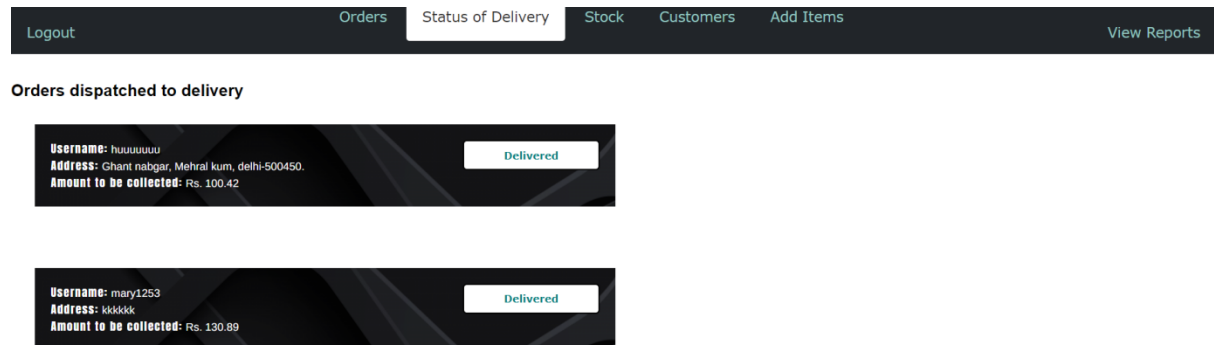 Logout
Orders
Status of Delivery
Stock
Customers
Add Items
View Reports
Orders dispatched to delivery
Username: huuuuuuu
Address: Ghant nabgar, Mehral kum, delhi-500450.
Amount to be collected: Rs. 100.42
Delivered
Username: mary1253
Address: kkkkkk
Amount to be collected: Rs. 130.89
Delivered